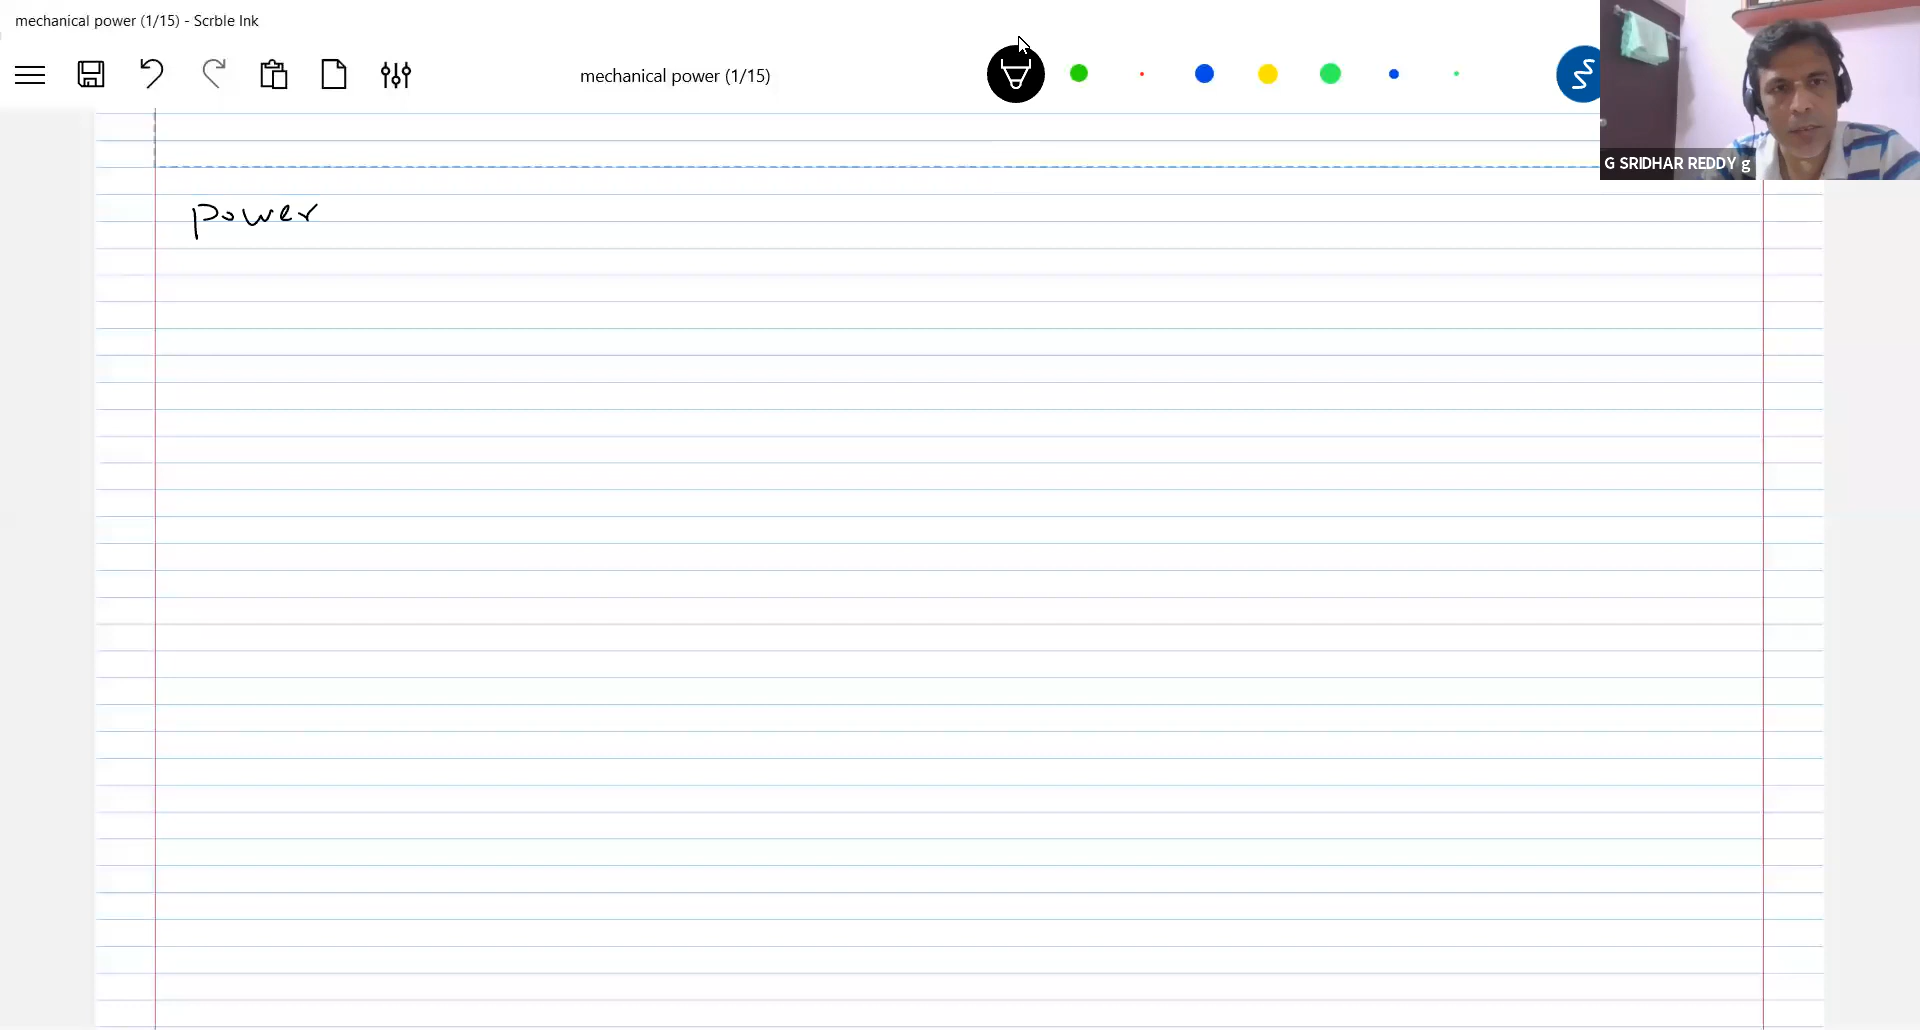 mechanical power (1/15) - Scrble Ink
mechanical power (1/15)
G SRIDHAR REDDY g
power